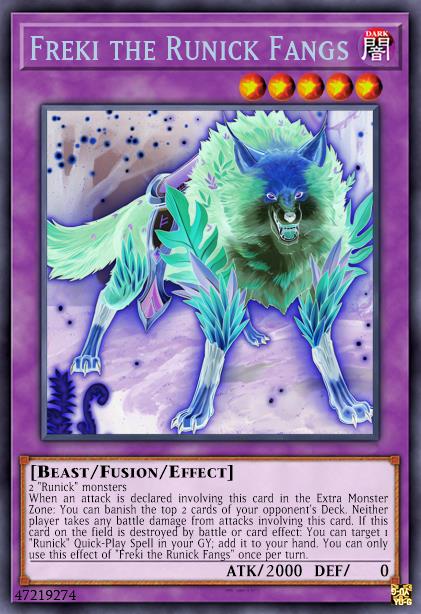 FREKI THE RUNICK FANGS
DARK
闇
[BEAST/FUSION/EFFECT]
2 "Runick" monsters
When an attack is declared involving this card in the Extra Monster
Zone: You can banish the top 2 cards of your opponent's Deck. Neither
player takes any battle damage from attacks involving this card. If this
card on the field is destroyed by battle or card effect: You can target 1
"Runick" Quick-Play Spell in your GY; add it to your hand. You can only
use this effect of "Freki the Runick Fangs" once per turn.
ATK/2000 DEF/ 0
47219274